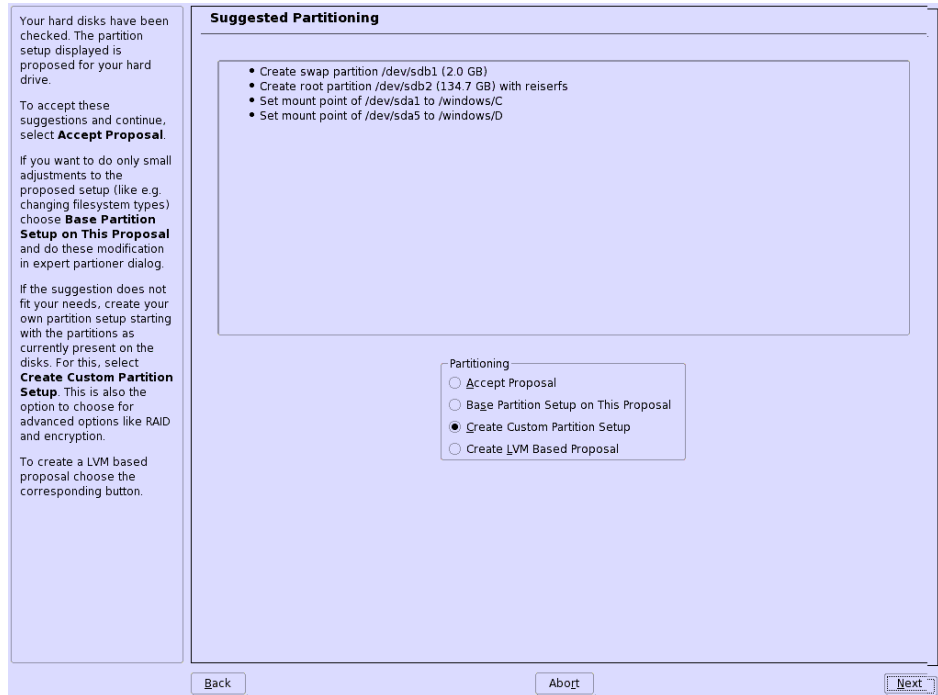 Your hard disks have been
checked. The partition
setup displayed is
proposed for your hard
drive.
To accept these
suggestions and continue,
select Accept Proposal.
If you want to do only small
adjustments to the
proposed setup (like e.g.
changing filesystem types)
choose Base Partition
Setup on This Proposal
and do these modification
in expert partioner dialog.
If the suggestion does not
fit your needs, create your
own partition setup starting
with the partitions as
currently present on the
disks. For this, select
Create Custom Partition
Setup. This is also the
option to choose for
advanced options like RAID
and encryption.
To create a LVM based
proposal choose the
corresponding button.
Suggested Partitioning
• Create swap partition /dev/sdb1 (2.0 GB)
• Create root partition /dev/sdb2 (134.7 GB) with reiserfs
• Set mount point of /dev/sda1 to /windows/C
• Set mount point of /dev/sda5 to /windows/D
Partitioning
Accept Proposal
Base Partition Setup on This Proposal
Create Custom Partition Setup
Create LVM Based Proposal
Back
Abort
Next